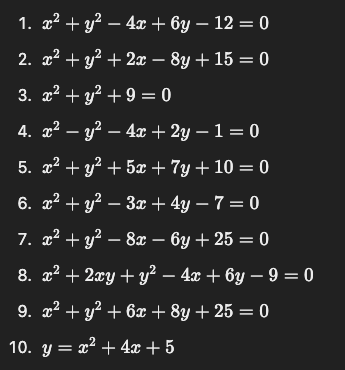 1. x² + y² − 4x + 6y − 12 = 0
2. x² + y² + 2x − 8y + 15 = 0
3. x² + y² + 9 = 0
4. x² − y² − 4x + 2y − 1 = 0
5. x² + y² + 5x + 7y + 10 = 0
6. x² + y² − 3x + 4y − 7 = 0
7. x² + y² − 8x − 6y + 25 = 0
8. x² + 2xy + y² − 4x + 6y − 9 = 0
9. x² + y² + 6x + 8y + 25 = 0
10. y = x² + 4x + 5